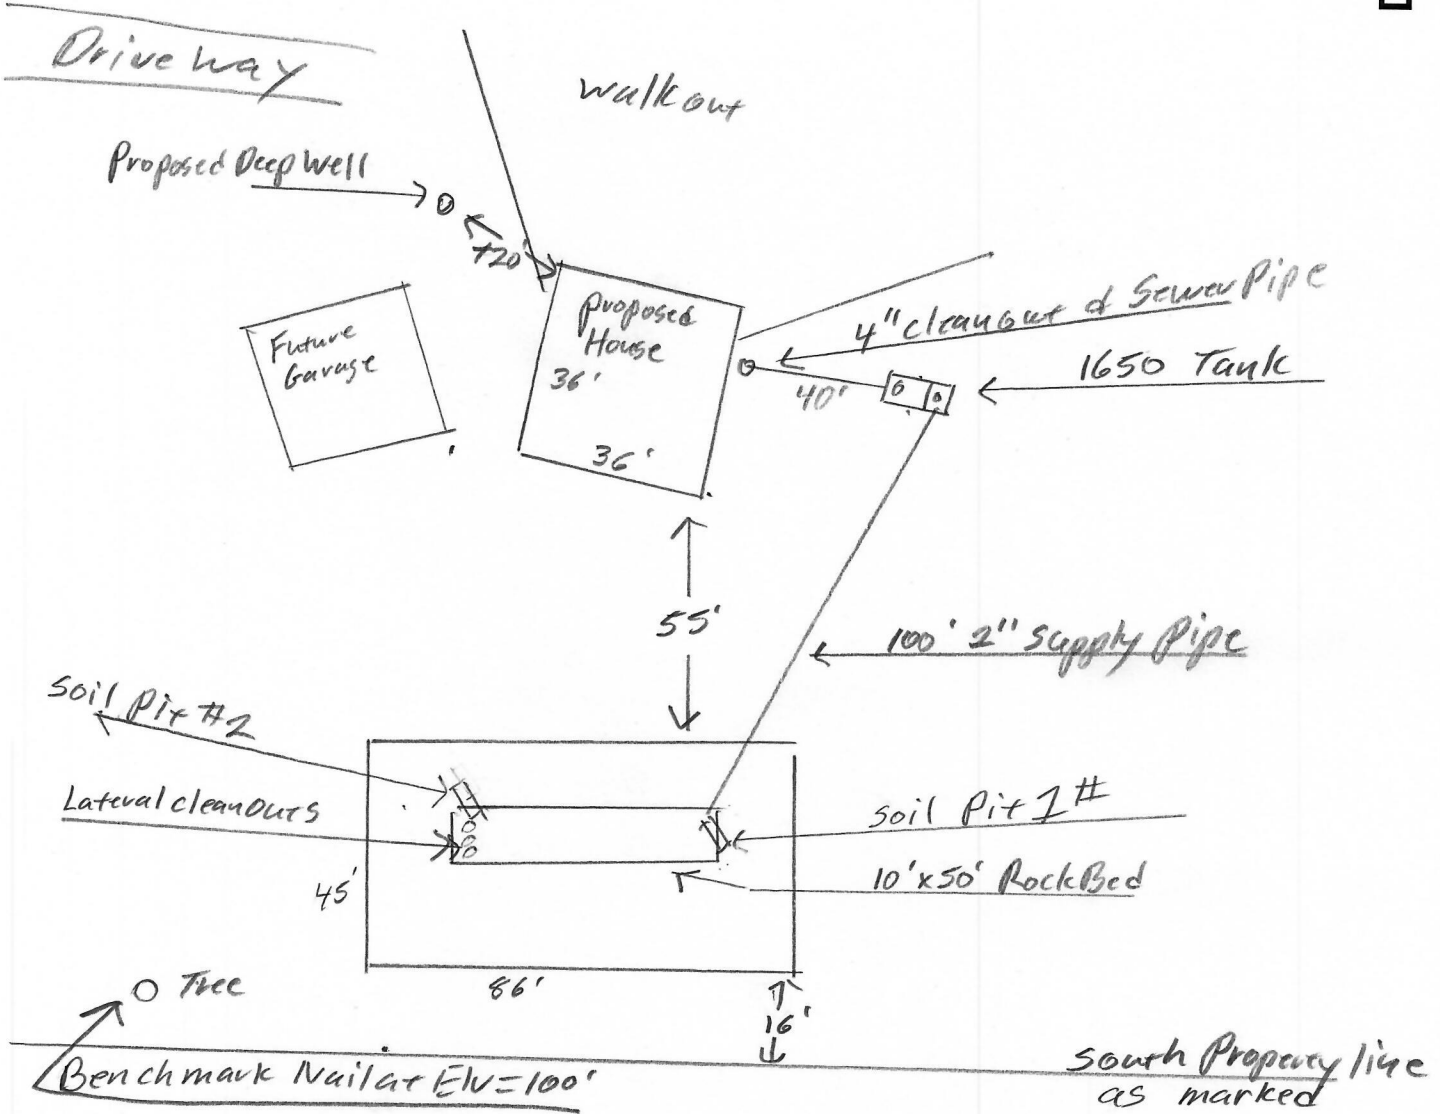 DriveWay
walkout
Proposed Deep Well
+20'
Proposed
House
36'
36'
Future
Garage
4" cleanout & Sewer Pipe
40'
1650 Tank
55'
100' 2" Supply Pipe
Soil Pit #2
Lateral cleanouts
Soil Pit 1#
10'x50' RockBed
45'
86'
16'
Tree
South Property line
as marked
Benchmark Nail at Elv=100'